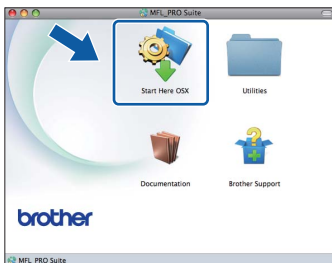 MFL_PRO Suite
Start Here OSX
Utilities
Documentation
Brother Support
brother
MFL_PRO Suite